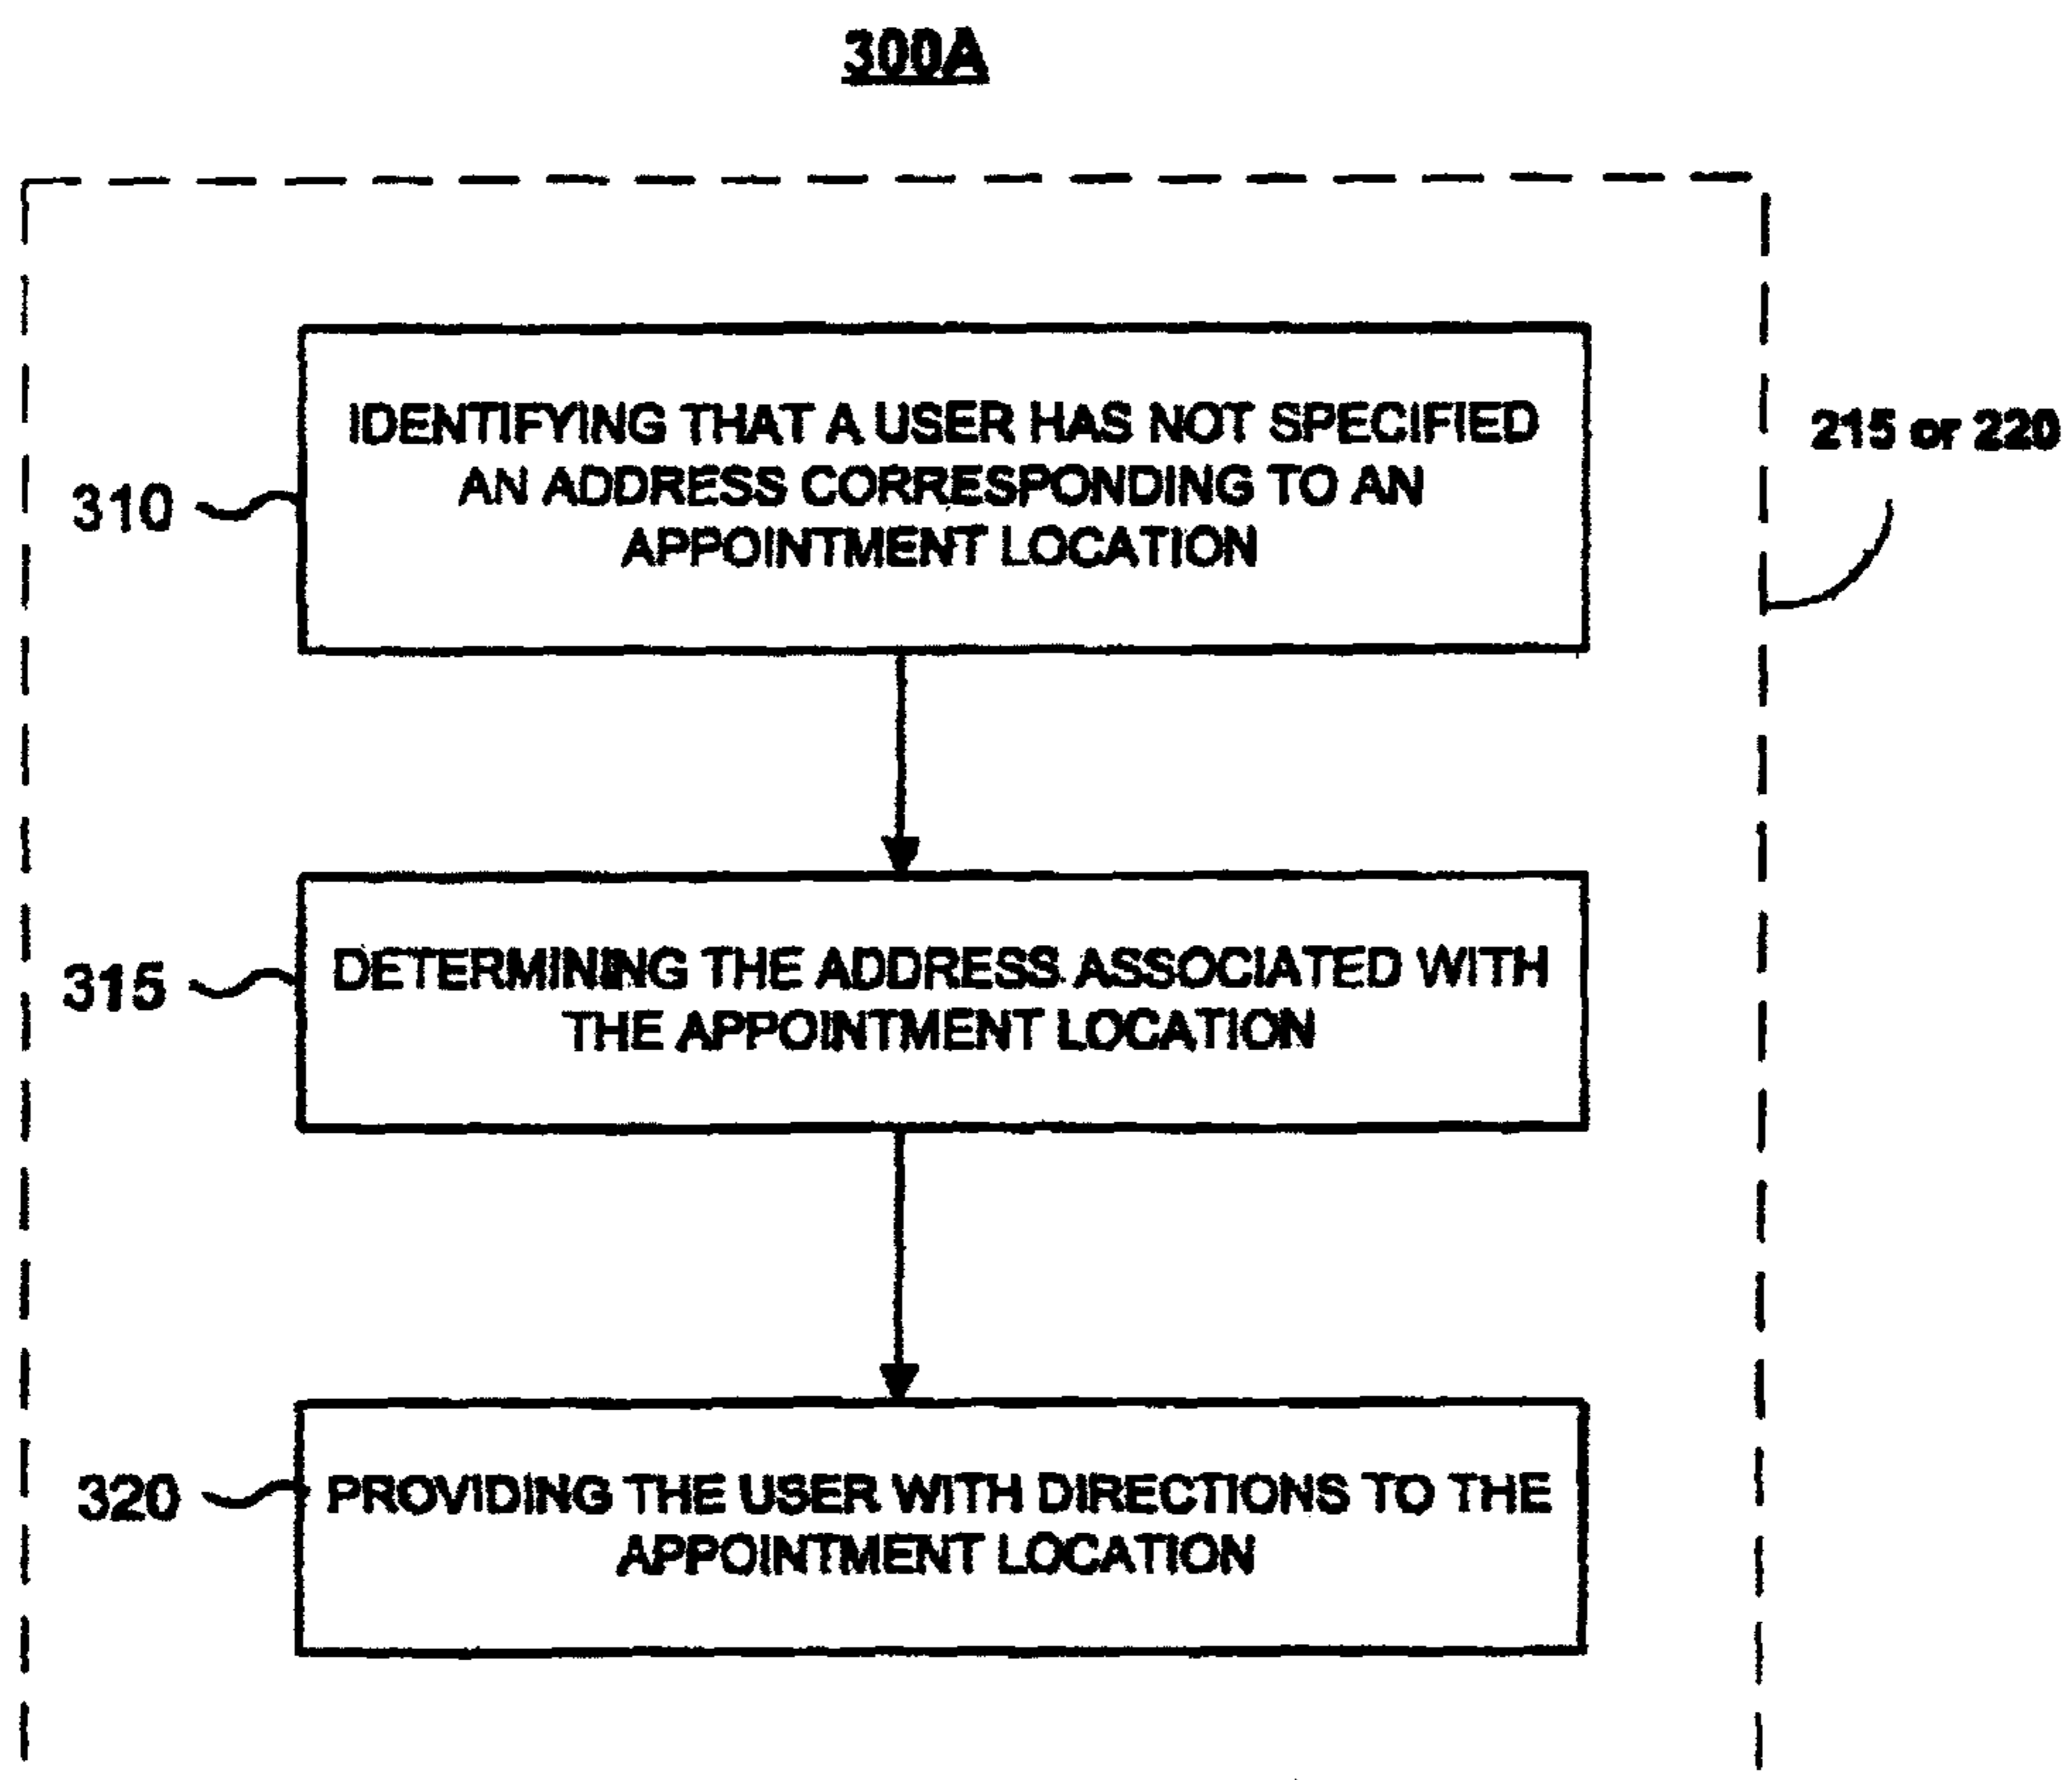 300A
IDENTIFYING THAT A USER HAS NOT SPECIFIED
AN ADDRESS CORRESPONDING TO AN
APPOINTMENT LOCATION
310
215 or 220
DETERMINING THE ADDRESS ASSOCIATED WITH
THE APPOINTMENT LOCATION
315
PROVIDING THE USER WITH DIRECTIONS TO THE
APPOINTMENT LOCATION
320